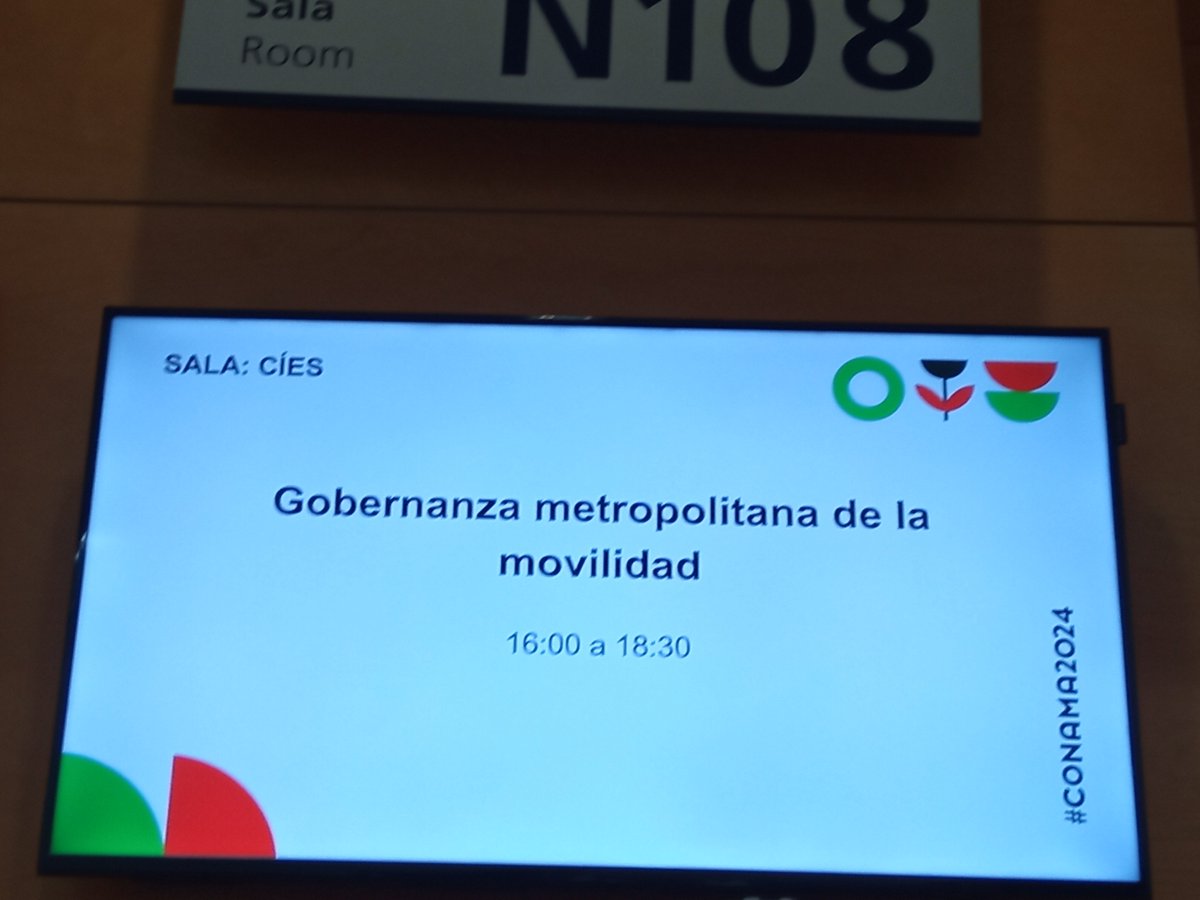 Sala
Room
N108
SALA: CÍES
Gobernanza metropolitana de la
movilidad
16:00 a 18:30
#CONAMA2024